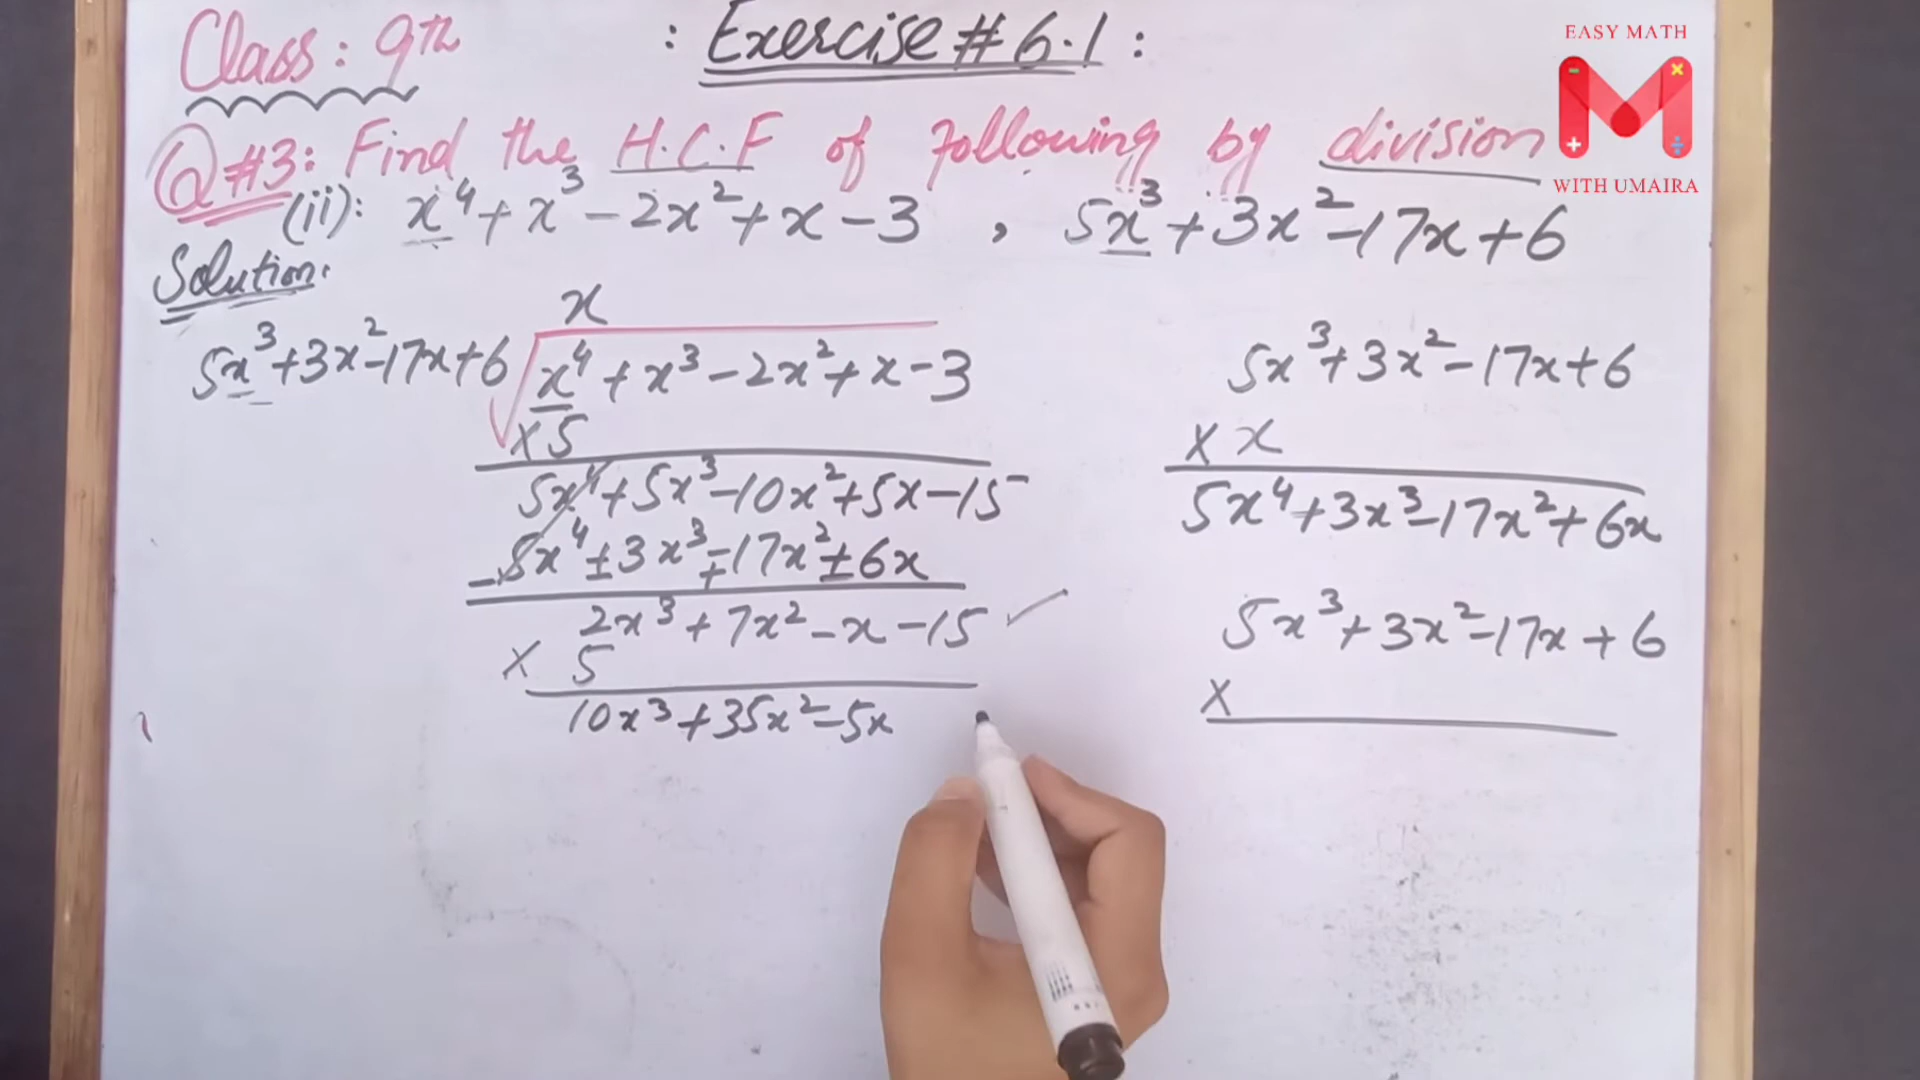 Class: 9th
: Exercise # 6.1 :
EASY MATH
WITH UMAIRA
Q#3: Find the H.C.F of following by division
(ii): x⁴ + x³ - 2x² + x - 3 , 5x³ + 3x² - 17x + 6
Solution:
x
5x³ + 3x² - 17x + 6 √ x⁴ + x³ - 2x² + x - 3
x 5
5x⁴ + 5x³ - 10x² + 5x - 15
- 5x⁴ ± 3x³ ∓ 17x² ± 6x
2x³ + 7x² - x - 15 ✓
x 5
10x³ + 35x² - 5x
5x³ + 3x² - 17x + 6
x x
5x⁴ + 3x³ - 17x² + 6x
5x³ + 3x² - 17x + 6
x